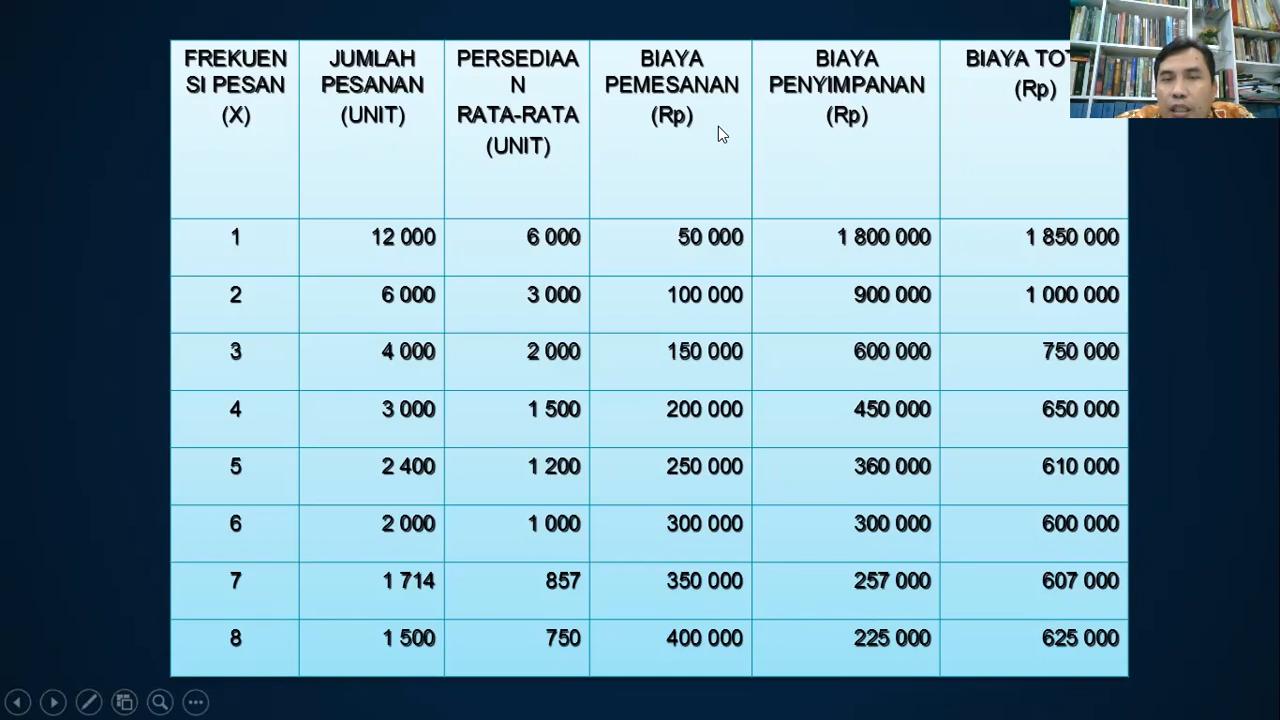 FREKUEN
SI PESAN
(X)
JUMLAH
PESANAN
(UNIT)
PERSEDIAA
N
RATA-RATA
(UNIT)
BIAYA
PEMESANAN
(Rp)
BIAYA
PENYIMPANAN
(Rp)
BIAYA
(Rp)
1 12 000 6 000 50 000 1 800 000 1 850 000
2 6 000 3 000 100 000 900 000 1 000 000
3 4 000 2 000 150 000 600 000 750 000
4 3 000 1 500 200 000 450 000 650 000
5 2 400 1 200 250 000 360 000 610 000
6 2 000 1 000 300 000 300 000 600 000
7 1 714 857 350 000 257 000 607 000
8 1 500 750 400 000 225 000 625 000